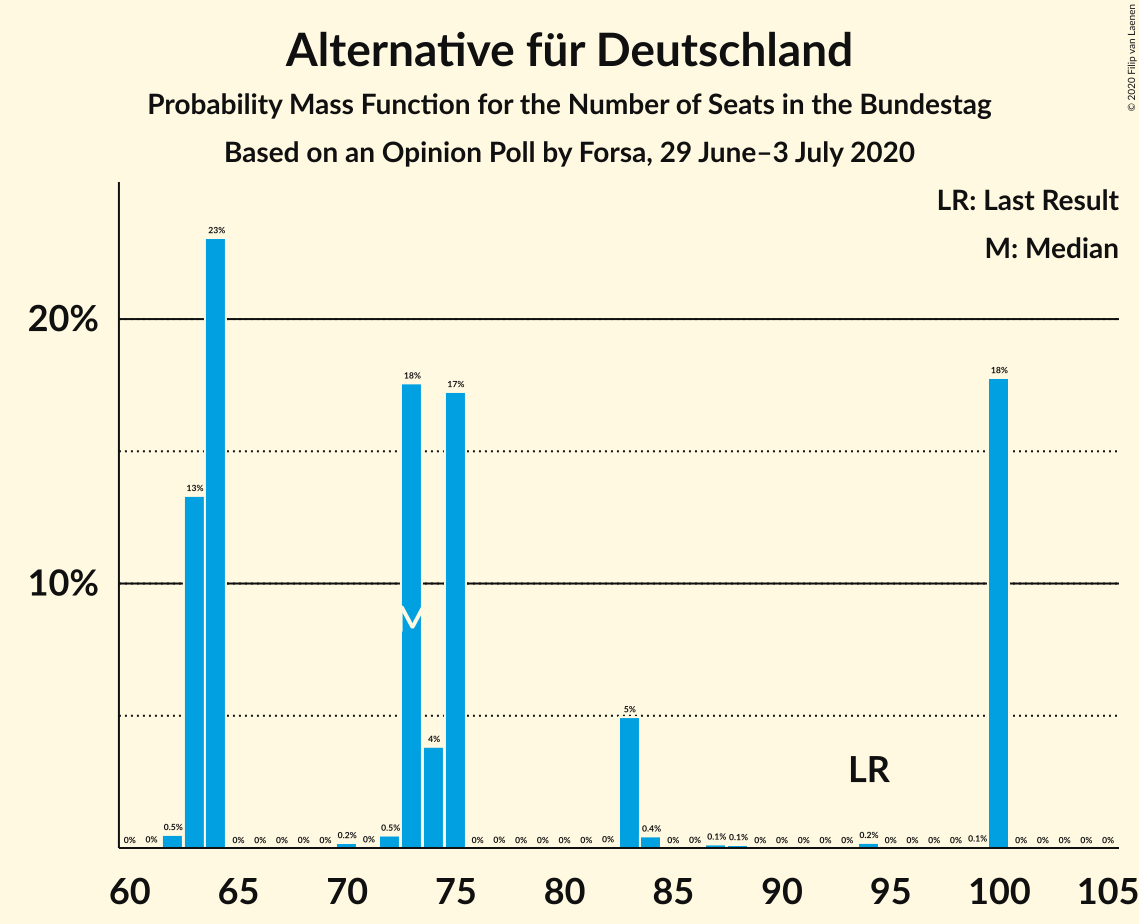 Alternative für Deutschland
Probability Mass Function for the Number of Seats in the Bundestag
Based on an Opinion Poll by Forsa, 29 June–3 July 2020
© 2020 Filip van Laenen
LR: Last Result
M: Median
23%
20%
18% 17% 18%
13%
10%
M
5%
4%
LR
0% 0% 0.5% 0% 0% 0% 0% 0% 0.2% 0% 0.5% 0% 0% 0% 0% 0% 0% 0% 0.4% 0% 0% 0.1% 0.1% 0% 0% 0% 0% 0% 0.2% 0% 0% 0% 0% 0.1% 0% 0% 0% 0% 0%
60 65 70 75 80 85 90 95 100 105